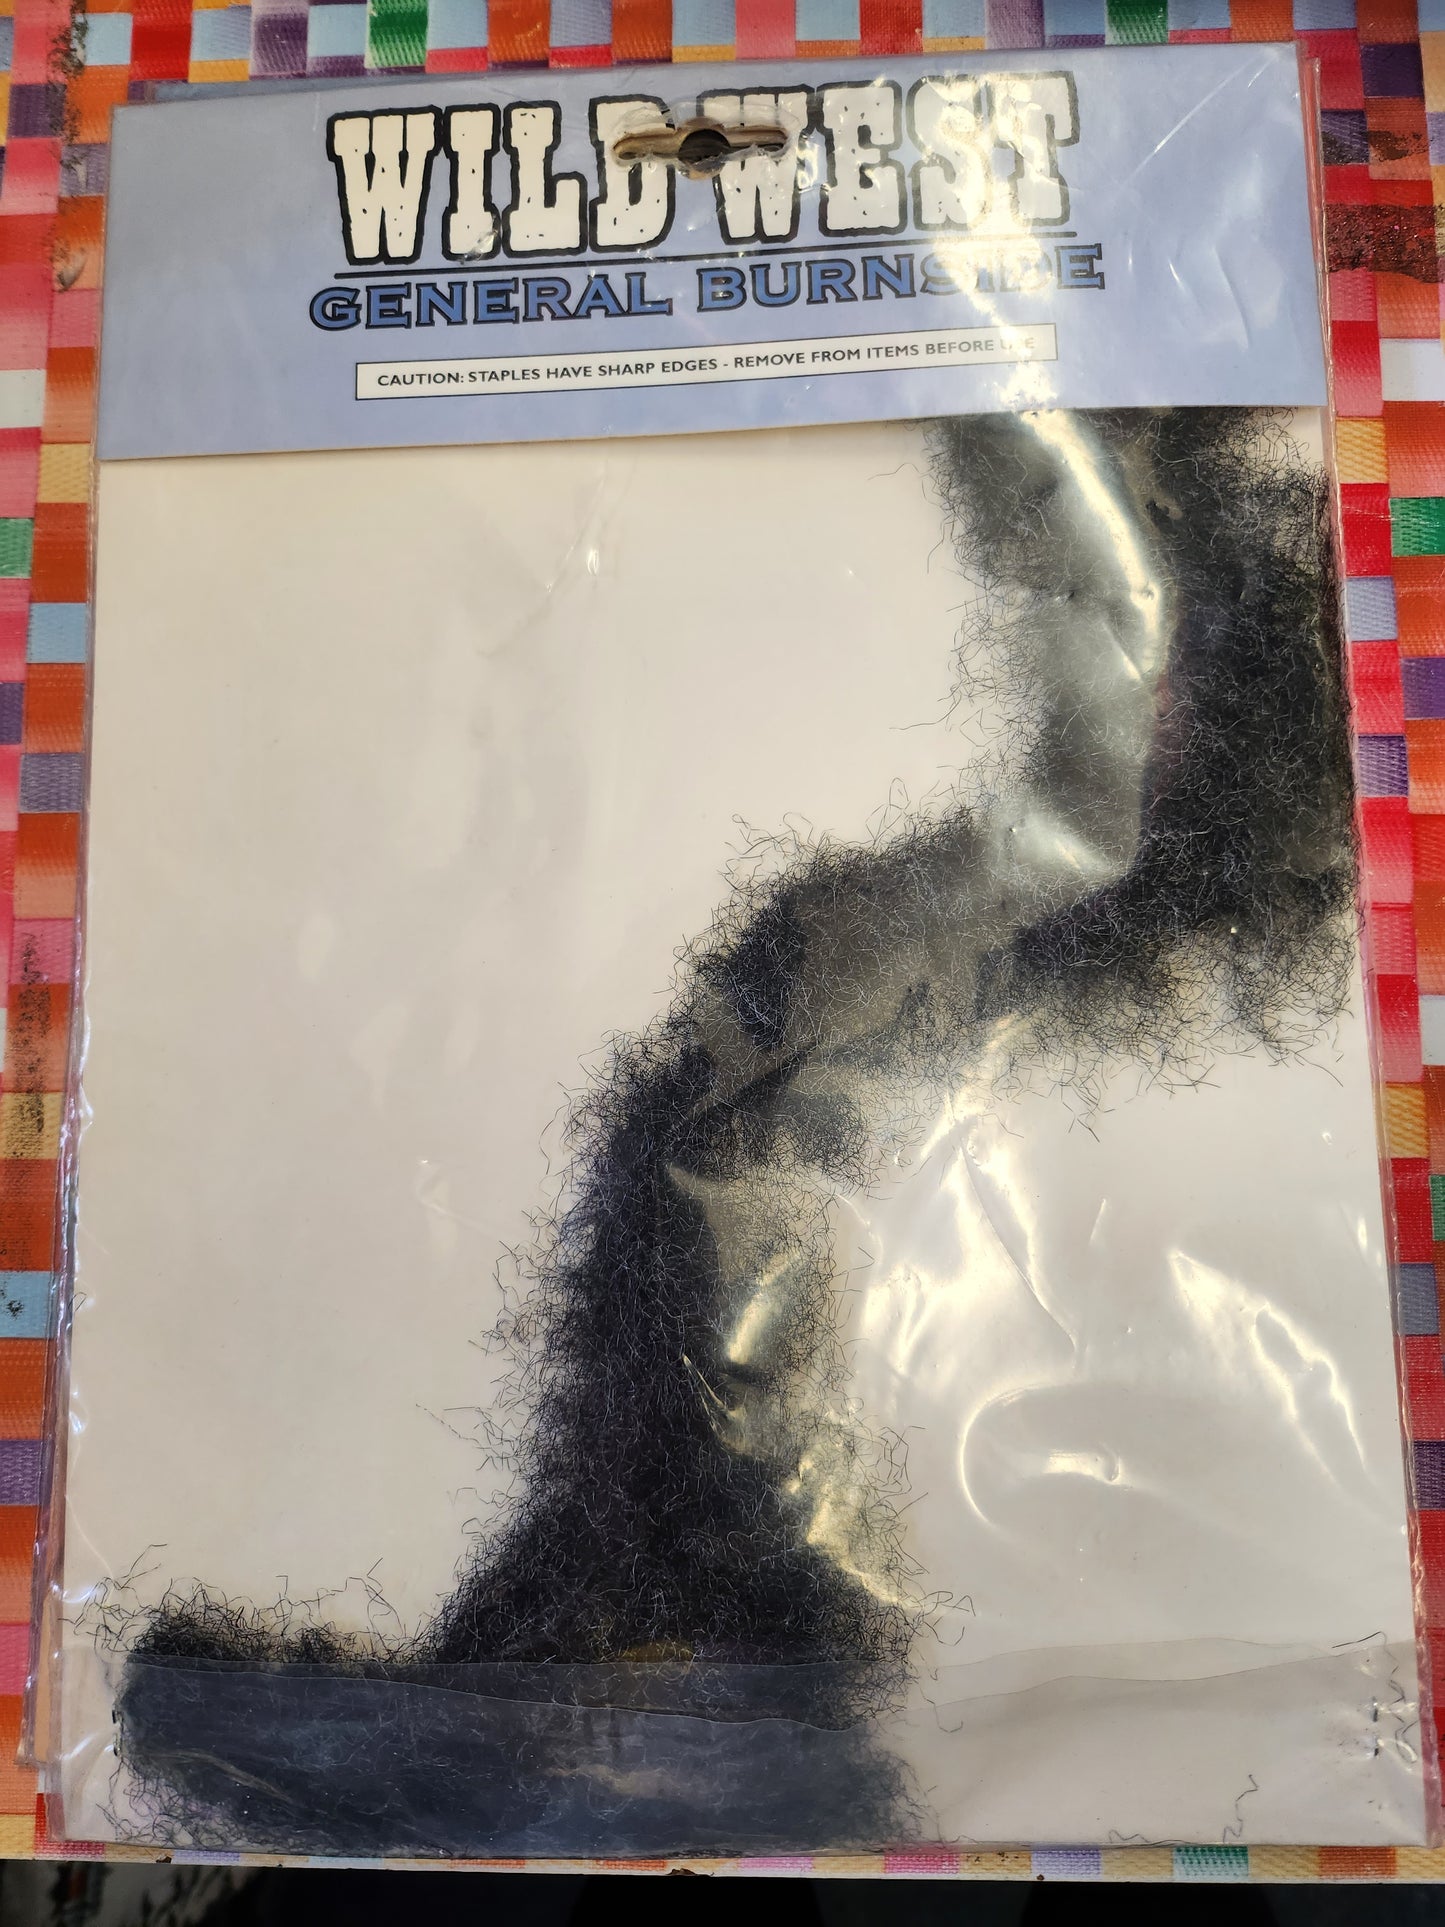 WILD WEST
GENERAL BURNSIDE
CAUTION: STAPLES HAVE SHARP EDGES - REMOVE FROM ITEMS BEFORE USE